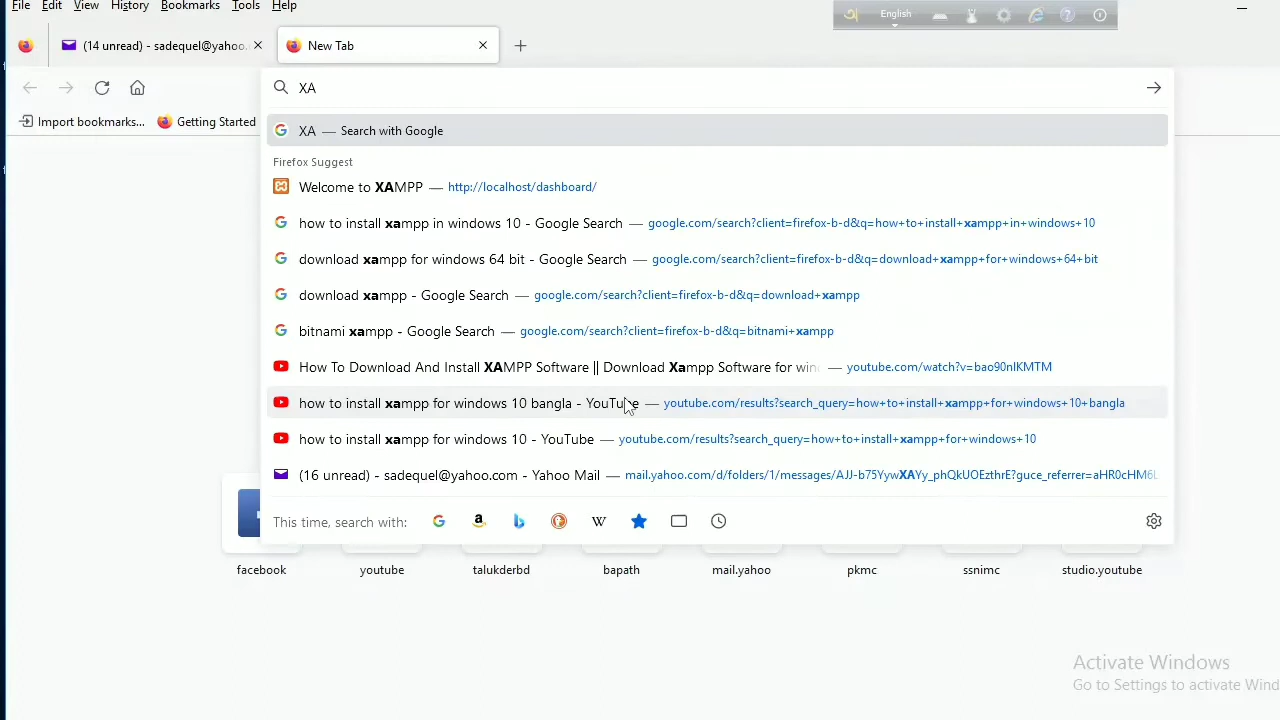 File Edit View History Bookmarks Tools Help
English
(14 unread) - sadequel@yahoo.
New Tab
XA
Import bookmarks... Getting Started
XA — Search with Google
Firefox Suggest
Welcome to XAMPP — http://localhost/dashboard/
how to install xampp in windows 10 - Google Search — google.com/search?client=firefox-b-d&q=how+to+install+xampp+in+windows+10
download xampp for windows 64 bit - Google Search — google.com/search?client=firefox-b-d&q=download+xampp+for+windows+64+bit
download xampp - Google Search — google.com/search?client=firefox-b-d&q=download+xampp
bitnami xampp - Google Search — google.com/search?client=firefox-b-d&q=bitnami+xampp
How To Download And Install XAMPP Software || Download Xampp Software for win — youtube.com/watch?v=bao90nlKMTM
how to install xampp for windows 10 bangla - YouTube — youtube.com/results?search_query=how+to+install+xampp+for+windows+10+bangla
how to install xampp for windows 10 - YouTube — youtube.com/results?search_query=how+to+install+xampp+for+windows+10
(16 unread) - sadequel@yahoo.com - Yahoo Mail — mail.yahoo.com/d/folders/1/messages/AJJ-b75YywXAYy_phQkUOEzthrE?guce_referrer=aHR0cHM6L
This time, search with:
facebook youtube talukderbd bapath mail.yahoo pkmc ssnimc studio.youtube
Activate Windows
Go to Settings to activate Wind